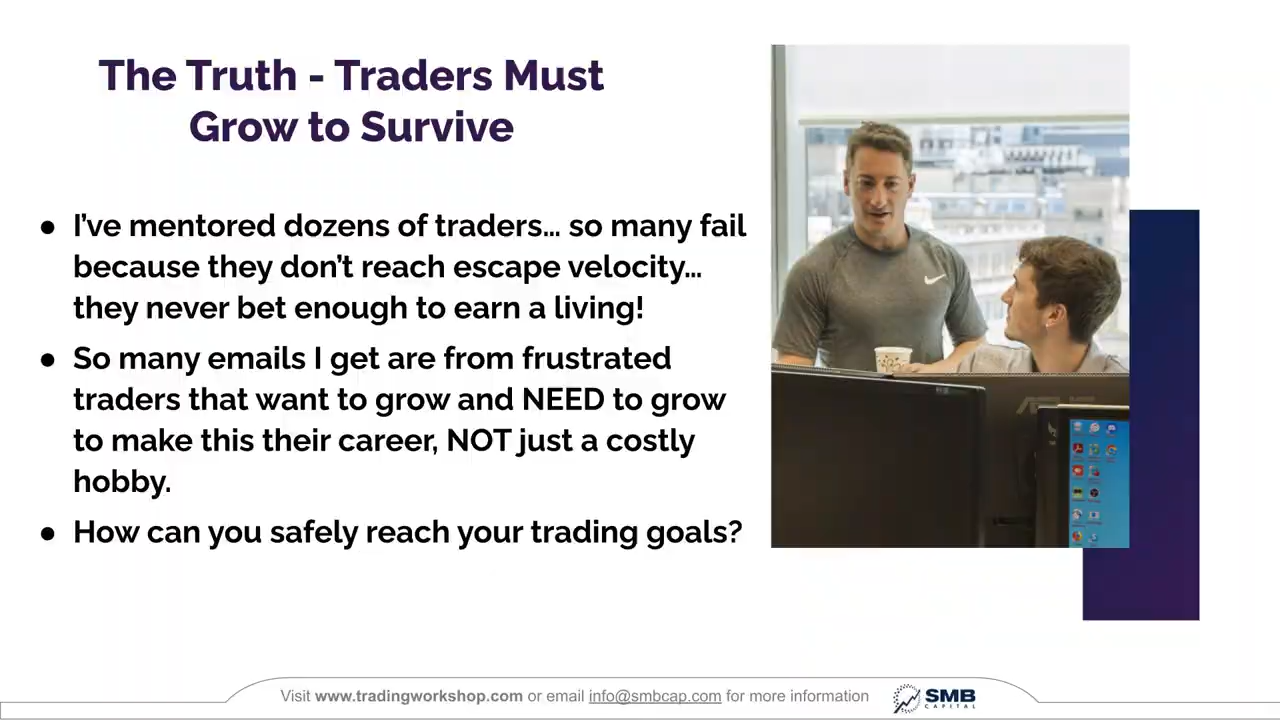 The Truth - Traders Must
Grow to Survive
● I've mentored dozens of traders... so many fail
because they don't reach escape velocity...
they never bet enough to earn a living!
● So many emails I get are from frustrated
traders that want to grow and NEED to grow
to make this their career, NOT just a costly
hobby.
● How can you safely reach your trading goals?
ASUS
Visit www.tradingworkshop.com or email info@smbcap.com for more information
SMB
CAPITAL